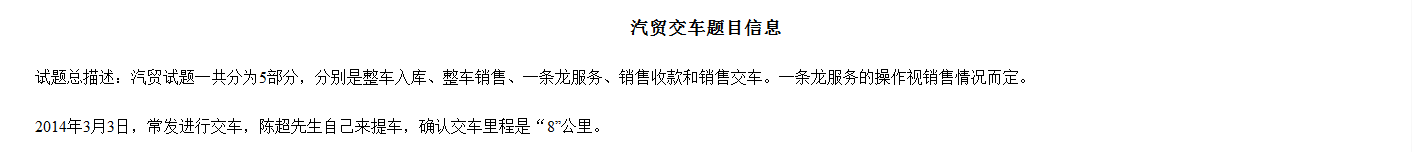 汽贸交车题目信息
试题总描述：汽贸试题一共分为5部分，分别是整车入库、整车销售、一条龙服务、销售收款和销售交车。一条龙服务的操作视销售情况而定。
2014年3月3日，常发进行交车，陈超先生自己来提车，确认交车里程是“8”公里。